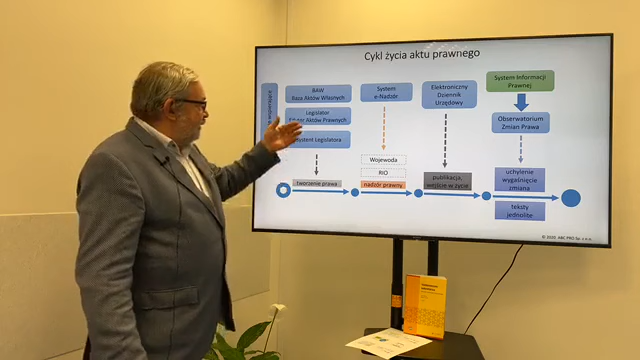 Cykl życia aktu prawnego
BAW
Baza Aktów Własnych
Legislator
Aktów Prawnych
System
e-Nadzór
Elektroniczny
Dziennik
Urzędowy
System Informacji
Prawnej
Obserwatorium
Zmian Prawa
Legislatora
tworzenie prawa
Wojewoda
RIO
nadzór prawny
publikacja,
wejście w życie
uchylenie
wygaśnięcie
zmiana
teksty
jednolite
© 2020, ABC PRO Sp. z o.o.